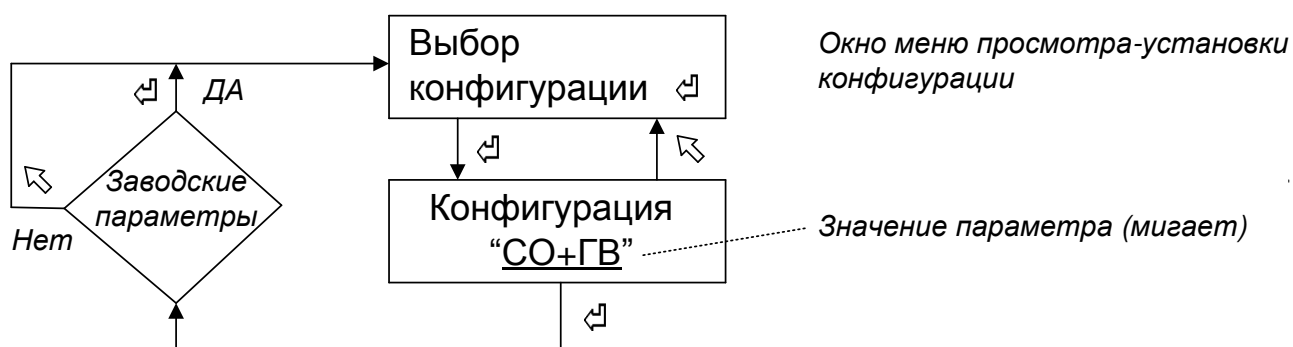 Выбор
конфигурации
Окно меню просмотра-установки
конфигурации
ДА
Заводские
параметры
Нет
Конфигурация
“СО+ГВ”
Значение параметра (мигает)